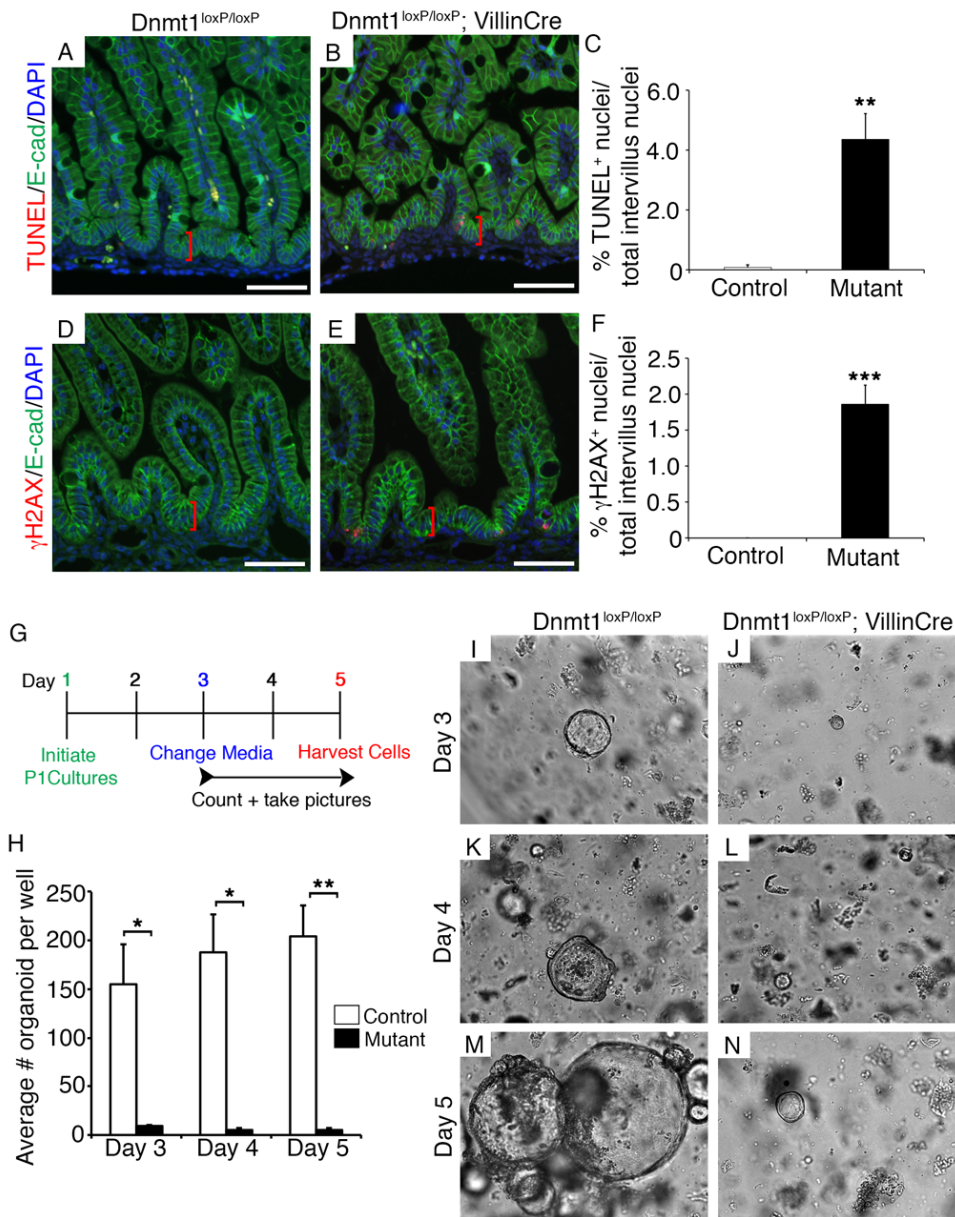 Dnmt1loxP/loxP
Dnmt1loxP/loxP; VillinCre
A
B
C
TUNEL/E-cad/DAPI
% TUNEL+ nuclei/
total intervillus nuclei
6.0
4.0
2.0
0
**
Control
Mutant
D
E
F
γH2AX/E-cad/DAPI
% γH2AX+ nuclei/
total intervillus nuclei
2.5
2.0
1.5
1.0
0.5
0
***
Control
Mutant
G
Day 1 2 3 4 5
Initiate
P1Cultures
Change Media
Harvest Cells
Count + take pictures
H
Average # organoid per well
250
200
150
100
50
0
*
*
**
Control
Mutant
Day 3
Day 4
Day 5
Dnmt1loxP/loxP
Dnmt1loxP/loxP; VillinCre
I
J
Day 3
K
L
Day 4
M
N
Day 5